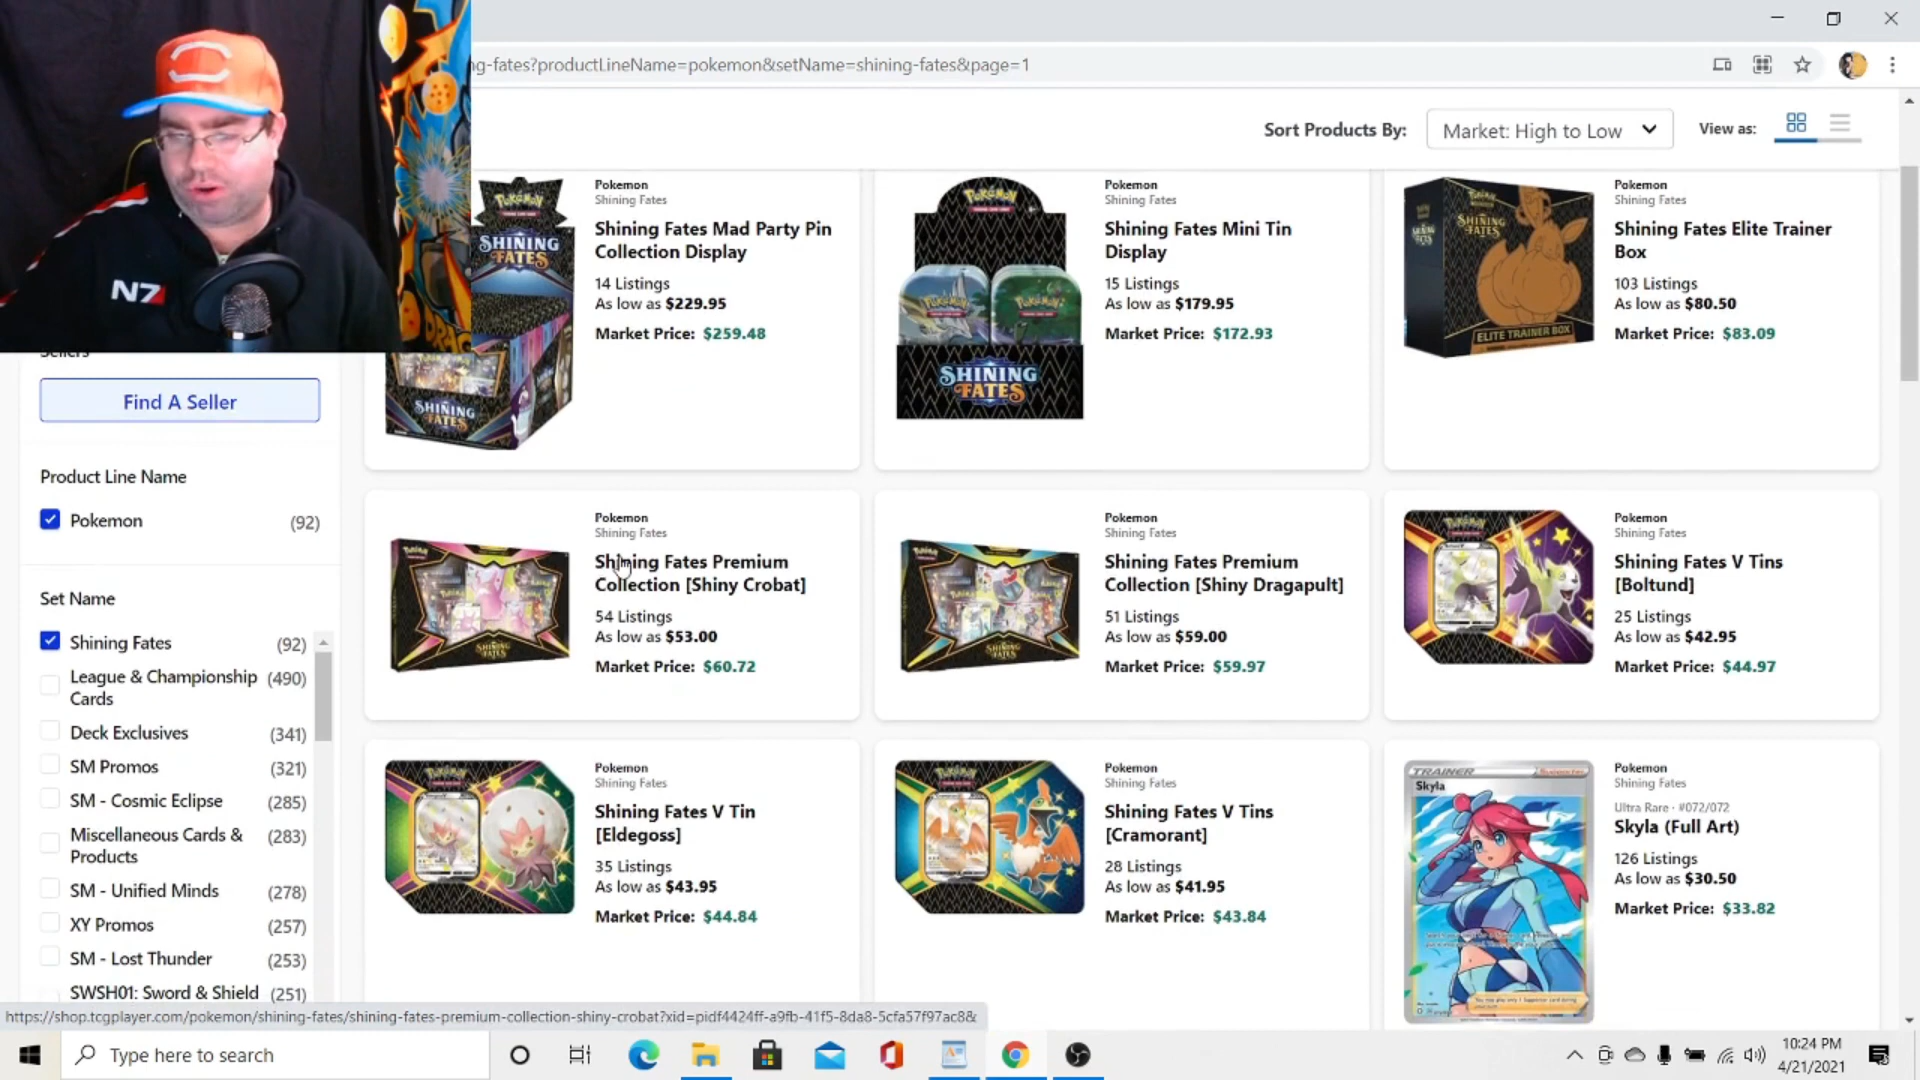 ng-fates?productLineName=pokemon&setName=shining-fates&page=1
Sort Products By:
Market: High to Low
View as:
N7
Sellers
Find A Seller
Product Line Name
Pokemon
(92)
Set Name
Shining Fates
(92)
League & Championship
Cards
(490)
Deck Exclusives
(341)
SM Promos
(321)
SM - Cosmic Eclipse
(285)
Miscellaneous Cards &
Products
(283)
SM - Unified Minds
(278)
XY Promos
(257)
SM - Lost Thunder
(253)
SWSH01: Sword & Shield
(251)
Pokémon
SHINING
FATES
SHINING
FATES
Pokemon
Shining Fates
Shining Fates Mad Party Pin
Collection Display
14 Listings
As low as $229.95
Market Price: $259.48
Pokémon
SHINING
FATES
Pokemon
Shining Fates
Shining Fates Mini Tin
Display
15 Listings
As low as $179.95
Market Price: $172.93
SHINING
FATES
ELITE TRAINER BOX
Pokemon
Shining Fates
Shining Fates Elite Trainer
Box
103 Listings
As low as $80.50
Market Price: $83.09
Pokemon
Shining Fates
Shining Fates Premium
Collection [Shiny Crobat]
54 Listings
As low as $53.00
Market Price: $60.72
Pokemon
Shining Fates
Shining Fates Premium
Collection [Shiny Dragapult]
51 Listings
As low as $59.00
Market Price: $59.97
Pokemon
Shining Fates
Shining Fates V Tins
[Boltund]
25 Listings
As low as $42.95
Market Price: $44.97
Pokemon
Shining Fates
Shining Fates V Tin
[Eldegoss]
35 Listings
As low as $43.95
Market Price: $44.84
Pokemon
Shining Fates
Shining Fates V Tins
[Cramorant]
28 Listings
As low as $41.95
Market Price: $43.84
TRAINER
Supporter
Skyla
Pokemon
Shining Fates
Ultra Rare · #072/072
Skyla (Full Art)
126 Listings
As low as $30.50
Market Price: $33.82
https://shop.tcgplayer.com/pokemon/shining-fates/shining-fates-premium-collection-shiny-crobat?xid=pidf4424ff-a9fb-41f5-8da8-5cfa57f97ac8&
Type here to search
10:24 PM
4/21/2021